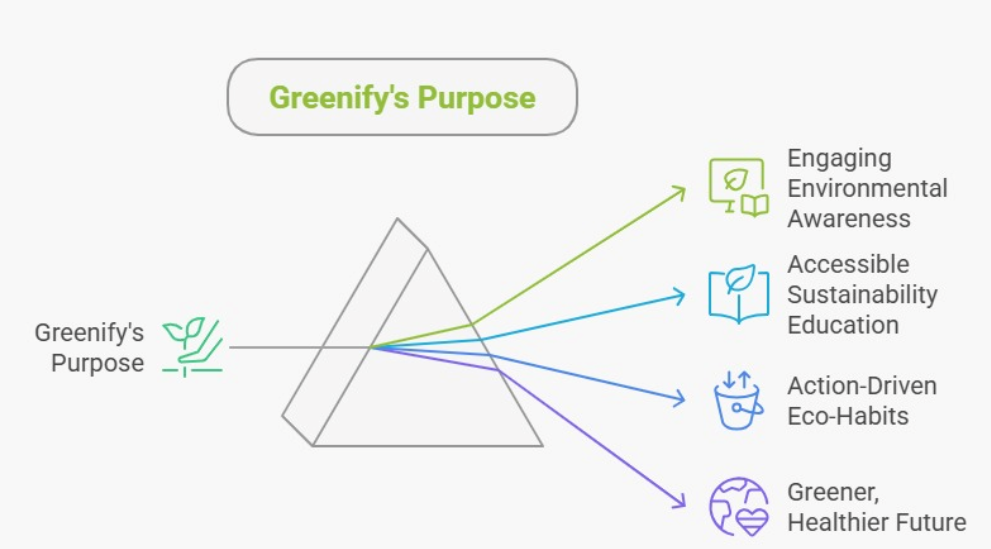 Greenify's Purpose
Engaging
Environmental
Awareness
Accessible
Sustainability
Education
Greenify's
Purpose
Action-Driven
Eco-Habits
Greener,
Healthier Future